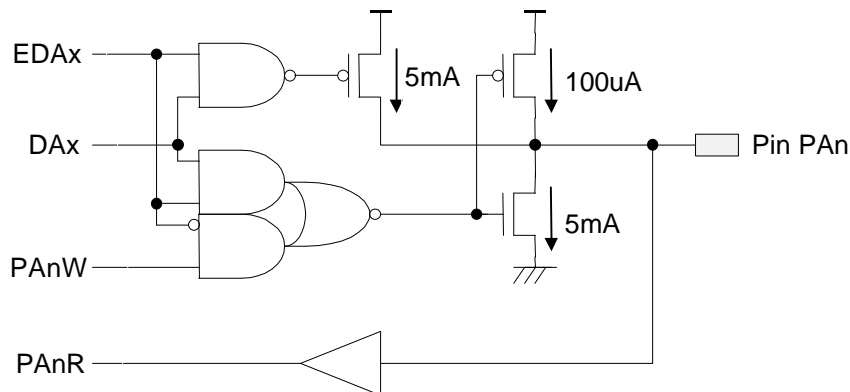 EDAx
5mA
100uA
DAx
Pin PAn
5mA
PAnW
PAnR